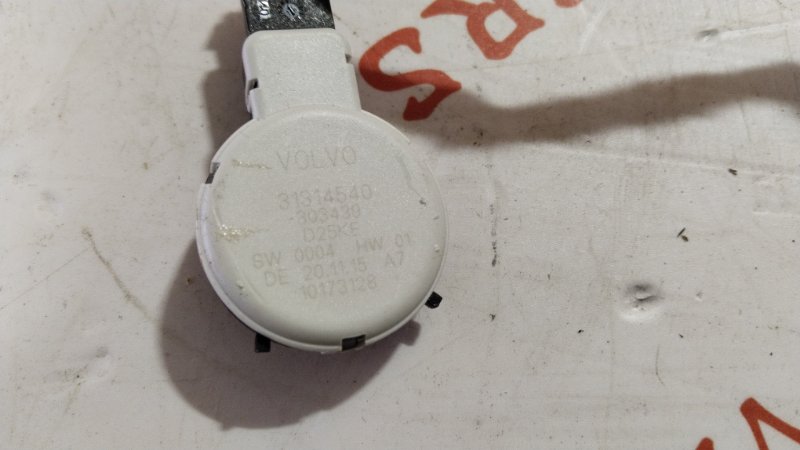 VOLVO
31314540
303439
D25KE
SW 0004 HW 01
DE 20.11.15 A7
10173128